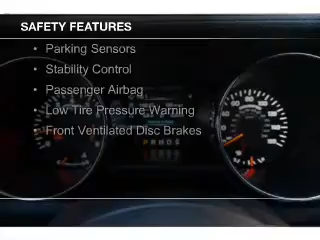 SAFETY FEATURES
• Parking Sensors
• Stability Control
• Passenger Airbag
• Low Tire Pressure Warning
• Front Ventilated Disc Brakes
P R N D S